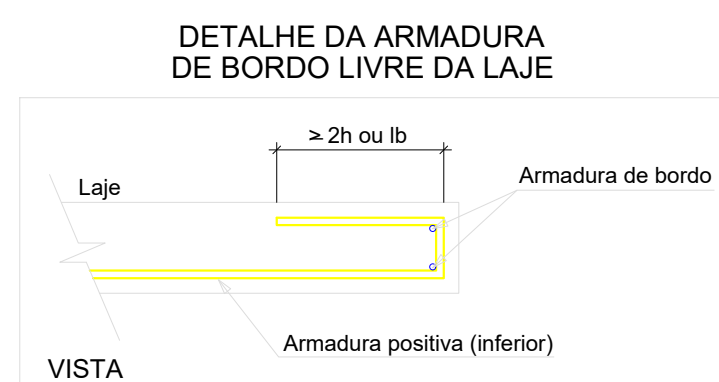 DETALHE DA ARMADURA
DE BORDO LIVRE DA LAJE
≥ 2h ou lb
Laje
Armadura de bordo
Armadura positiva (inferior)
VISTA